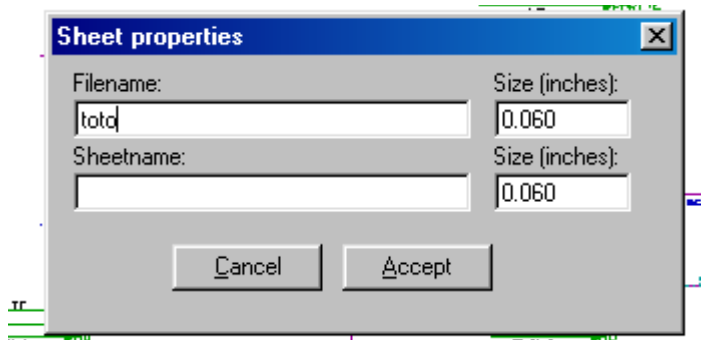 Sheet properties
Filename: Size (inches):
toto 0.060
Sheetname: Size (inches):
0.060
Cancel Accept